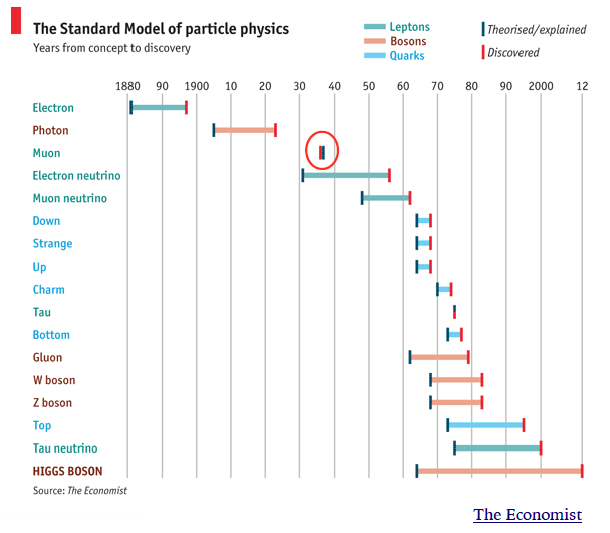 The Standard Model of particle physics
Years from concept to discovery
Leptons
Bosons
Quarks
Theorised/explained
Discovered
1880 90 1900 10 20 30 40 50 60 70 80 90 2000 12
Electron
Photon
Muon
Electron neutrino
Muon neutrino
Down
Strange
Up
Charm
Tau
Bottom
Gluon
W boson
Z boson
Top
Tau neutrino
HIGGS BOSON
Source: The Economist
The Economist